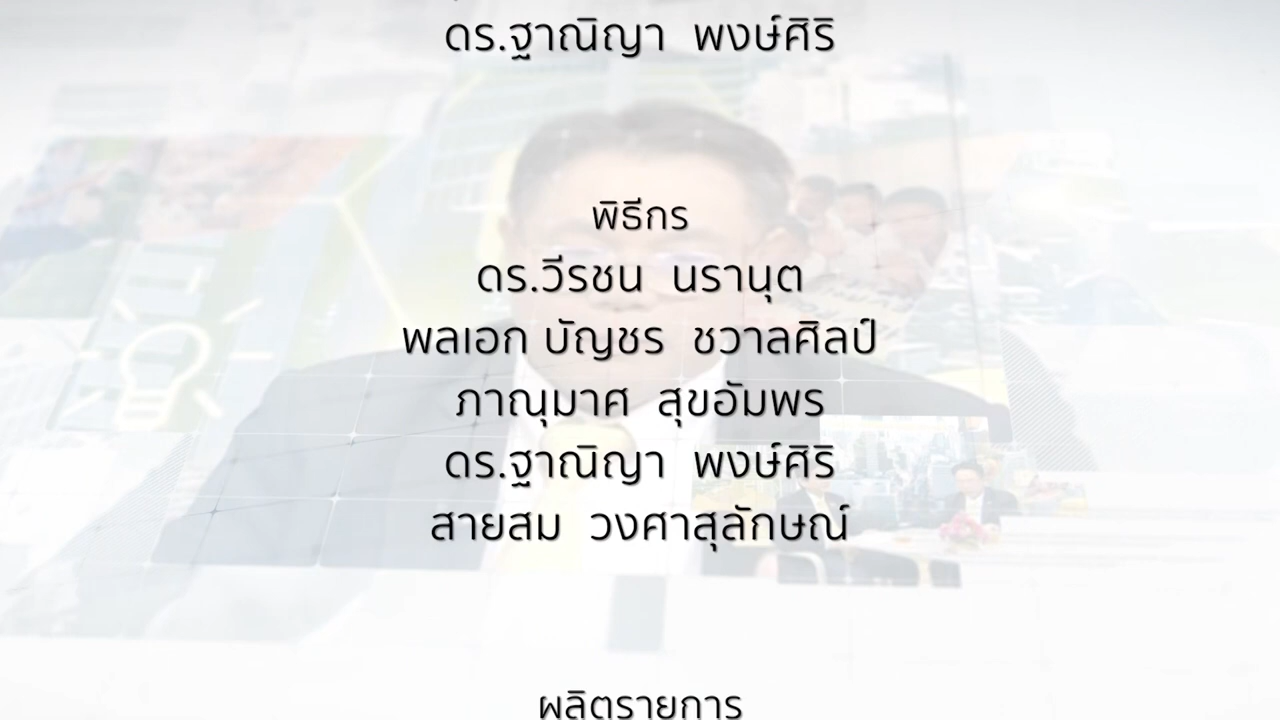 ดร.ฐาณิญา พงษ์ศิริ
พิธีกร
ดร.วีรชน นรานุต
พลเอก บัญชร ชวาลศิลป์
ภาณุมาศ สุขอัมพร
ดร.ฐาณิญา พงษ์ศิริ
สายสม วงศาสุลักษณ์
ผลิตรายการ